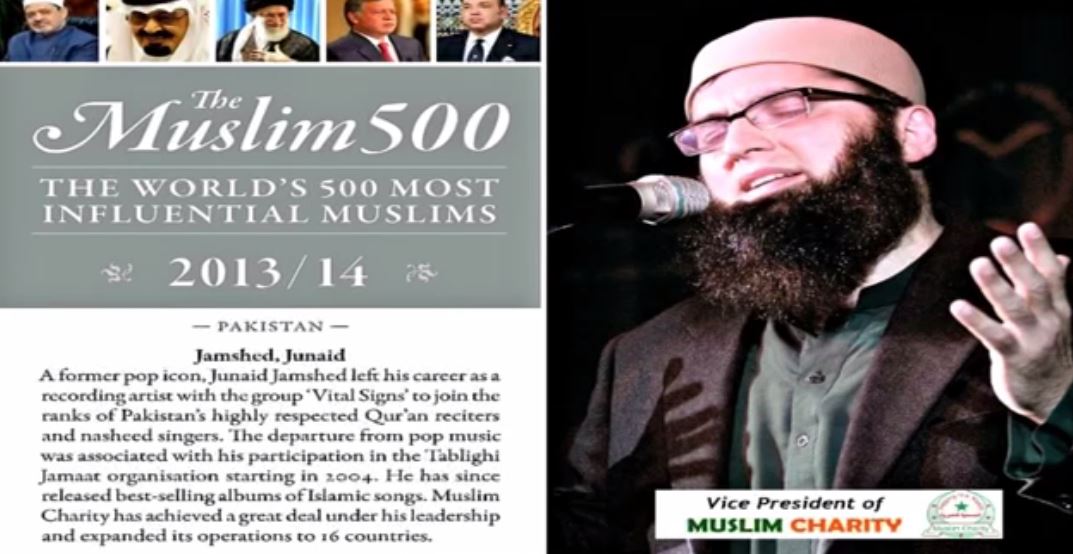 The
Muslim 500
THE WORLD'S 500 MOST
INFLUENTIAL MUSLIMS
2013/14
— PAKISTAN —
Jamshed, Junaid
A former pop icon, Junaid Jamshed left his career as a
recording artist with the group 'Vital Signs' to join the
ranks of Pakistan's highly respected Qur'an reciters
and nasheed singers. The departure from pop music
was associated with his participation in the Tablighi
Jamaat organisation starting in 2004. He has since
released best-selling albums of Islamic songs. Muslim
Charity has achieved a great deal under his leadership
and expanded its operations to 16 countries.
Vice President of
MUSLIM CHARITY